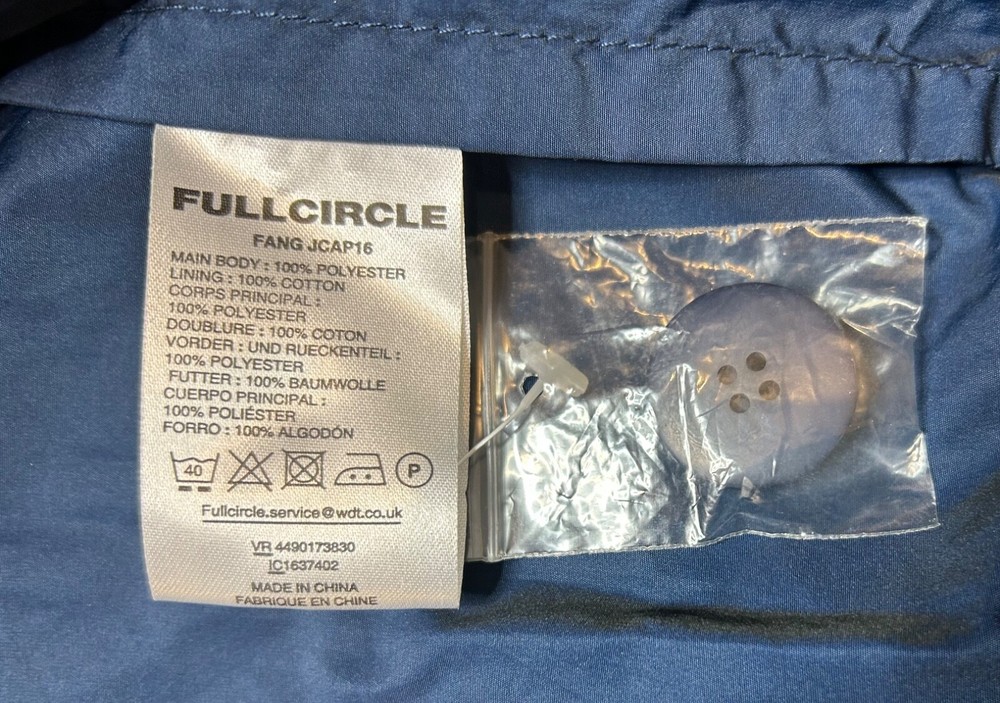 FULLCIRCLE
FANG JCAP16
MAIN BODY : 100% POLYESTER
LINING : 100% COTTON
CORPS PRINCIPAL :
100% POLYESTER
DOUBLURE : 100% COTON
VORDER : UND RUECKENTEIL :
100% POLYESTER
FUTTER : 100% BAUMWOLLE
CUERPO PRINCIPAL :
100% POLIÉSTER
FORRO : 100% ALGODÓN
40 P
Fullcircle.service@wdt.co.uk
VR 4490173830
IC1637402
MADE IN CHINA
FABRIQUE EN CHINE